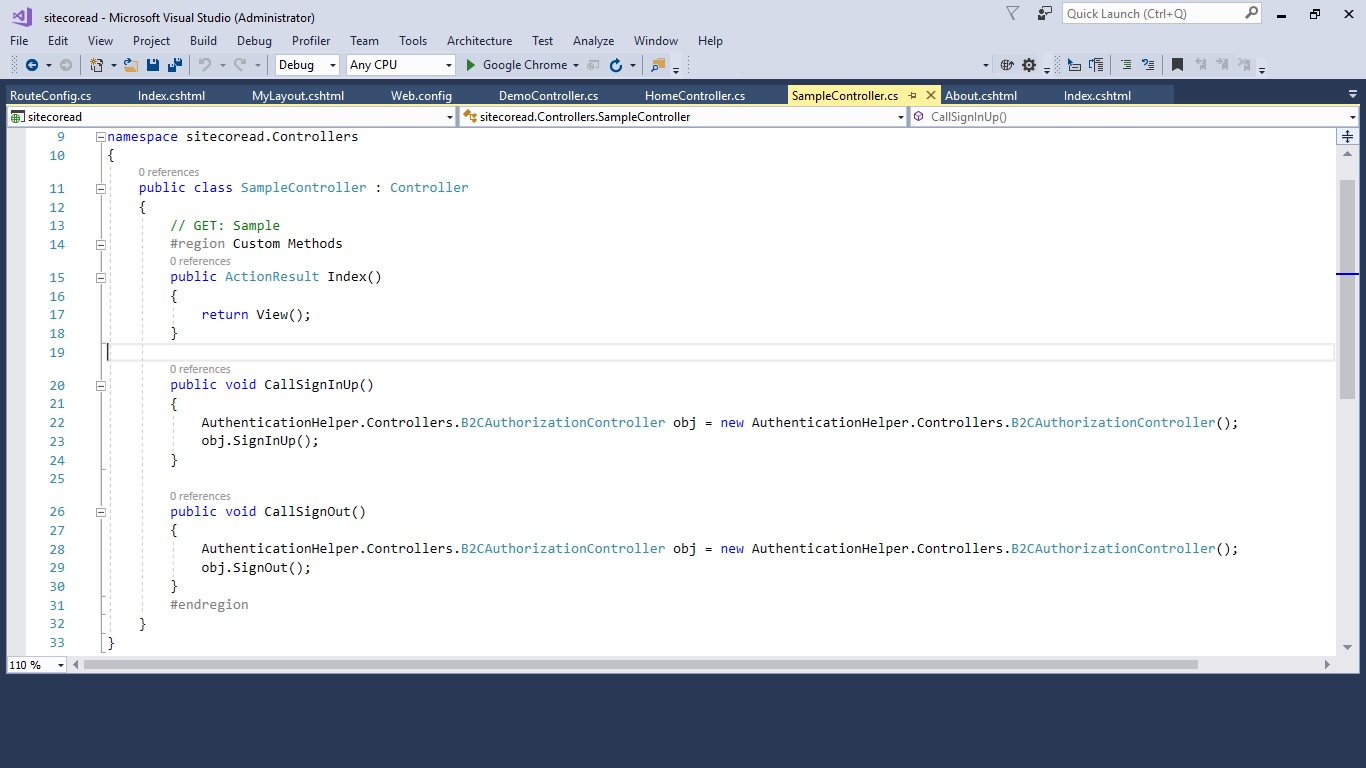 sitecoread - Microsoft Visual Studio (Administrator)
Quick Launch (Ctrl+Q)
File Edit View Project Build Debug Profiler Team Tools Architecture Test Analyze Window Help
Debug Any CPU Google Chrome
RouteConfig.cs Index.cshtml MyLayout.cshtml Web.config DemoController.cs HomeController.cs SampleController.cs About.cshtml Index.cshtml
sitecoread sitecoread.Controllers.SampleController CallSignInUp()
9 namespace sitecoread.Controllers
10 {
0 references
11 public class SampleController : Controller
12 {
13 // GET: Sample
14 #region Custom Methods
0 references
15 public ActionResult Index()
16 {
17 return View();
18 }
19
0 references
20 public void CallSignInUp()
21 {
22 AuthenticationHelper.Controllers.B2CAuthorizationController obj = new AuthenticationHelper.Controllers.B2CAuthorizationController();
23 obj.SignInUp();
24 }
25
0 references
26 public void CallSignOut()
27 {
28 AuthenticationHelper.Controllers.B2CAuthorizationController obj = new AuthenticationHelper.Controllers.B2CAuthorizationController();
29 obj.SignOut();
30 }
31 #endregion
32 }
33 }
110 %